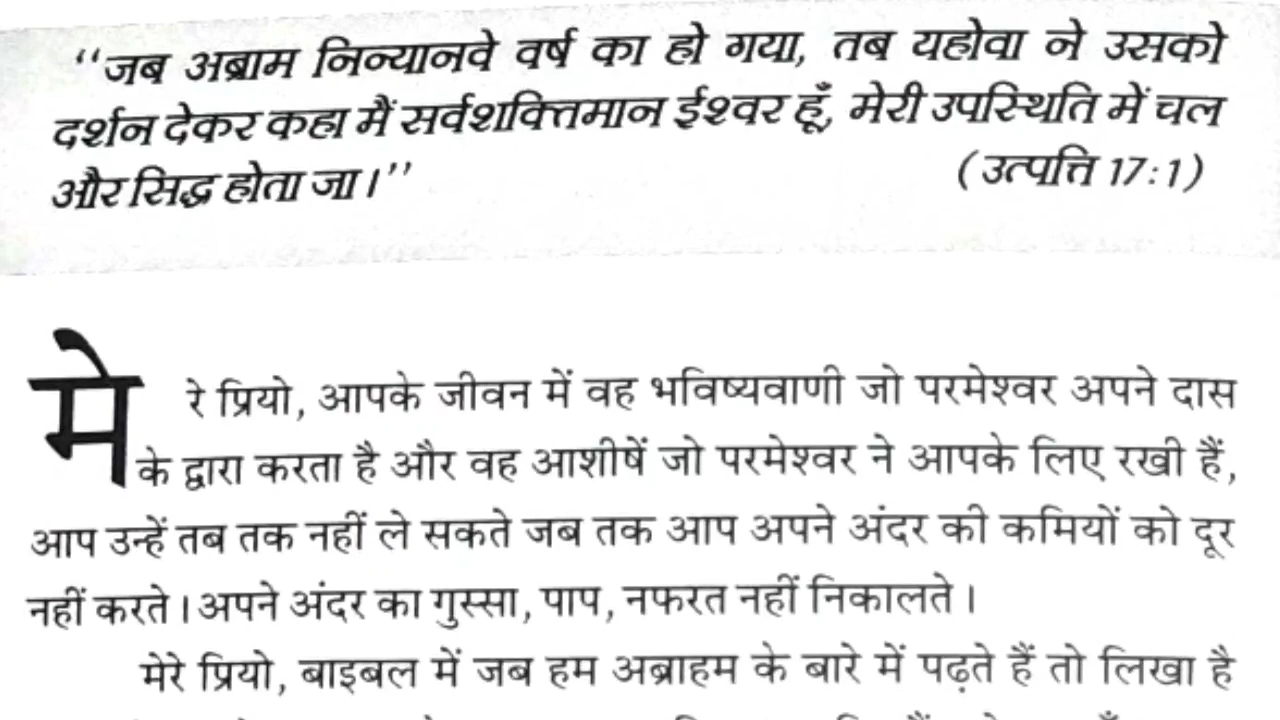 ‘‘जब अब्राम निन्यानवे वर्ष का हो गया, तब यहोवा ने उसको
दर्शन देकर कहा मैं सर्वशक्तिमान ईश्वर हूँ, मेरी उपस्थिति में चल
और सिद्ध होता जा।’’ (उत्पत्ति 17:1)
मेरे प्रियो, आपके जीवन में वह भविष्यवाणी जो परमेश्वर अपने दास
के द्वारा करता है और वह आशीषें जो परमेश्वर ने आपके लिए रखी हैं,
आप उन्हें तब तक नहीं ले सकते जब तक आप अपने अंदर की कमियों को दूर
नहीं करते। अपने अंदर का गुस्सा, पाप, नफरत नहीं निकालते।
मेरे प्रियो, बाइबल में जब हम अब्राहम के बारे में पढ़ते हैं तो लिखा है